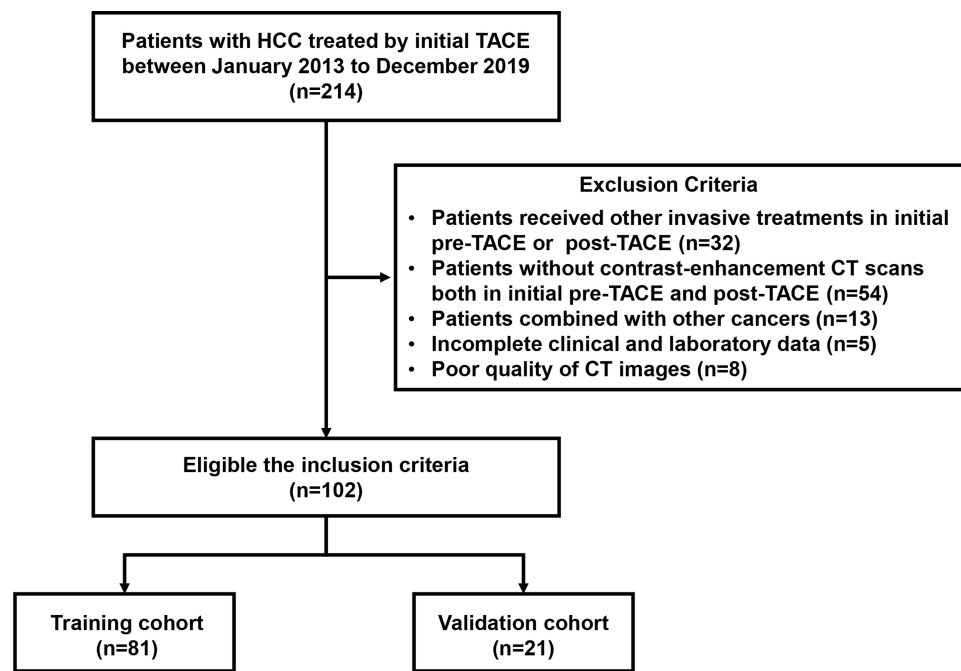 Patients with HCC treated by initial TACE
between January 2013 to December 2019
(n=214)
Exclusion Criteria
• Patients received other invasive treatments in initial
pre-TACE or post-TACE (n=32)
• Patients without contrast-enhancement CT scans
both in initial pre-TACE and post-TACE (n=54)
• Patients combined with other cancers (n=13)
• Incomplete clinical and laboratory data (n=5)
• Poor quality of CT images (n=8)
Eligible the inclusion criteria
(n=102)
Training cohort
(n=81)
Validation cohort
(n=21)